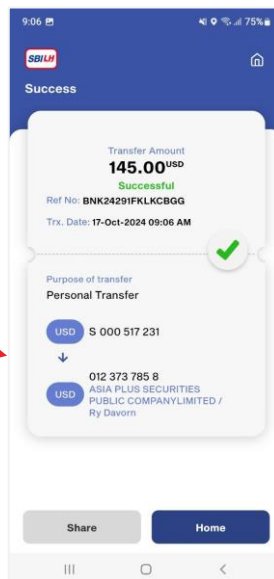 9:06 75%
SBILH
Success
Transfer Amount
145.00USD
Successful
Ref No: BNK24291FKLKCBGG
Trx. Date: 17-Oct-2024 09:06 AM
Purpose of transfer
Personal Transfer
USD S 000 517 231
012 373 785 8
USD ASIA PLUS SECURITIES
PUBLIC COMPANYLIMITED /
Ry Davorn
Share Home